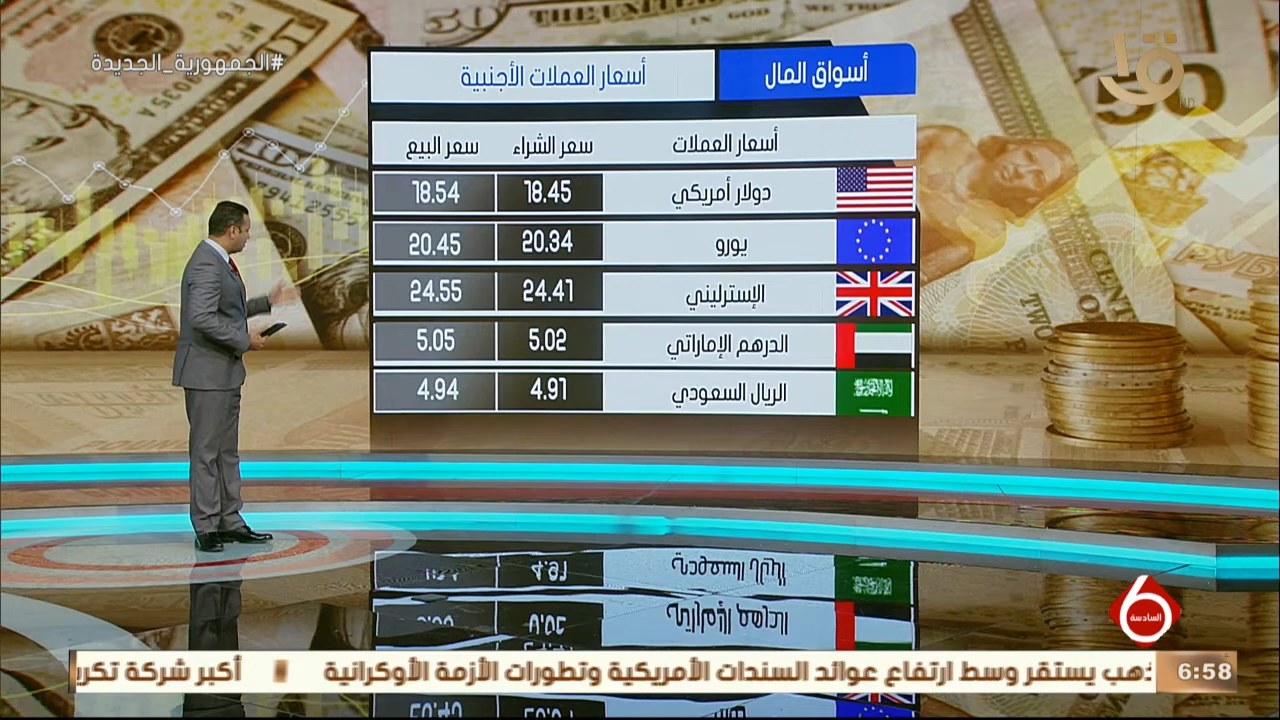 #الجمهورية_الجديدة
أسواق المال
أسعار العملات الأجنبية
أسعار العملات سعر الشراء سعر البيع
دولار أمريكي 18.45 18.54
يورو 20.34 20.45
الإسترليني 24.41 24.55
الدرهم الإماراتي 5.02 5.05
الريال السعودي 4.91 4.94
6
السادسة
6:58
يستقر وسط ارتفاع عوائد السندات الأمريكية وتطورات الأزمة الأوكرانية
أكبر شركة